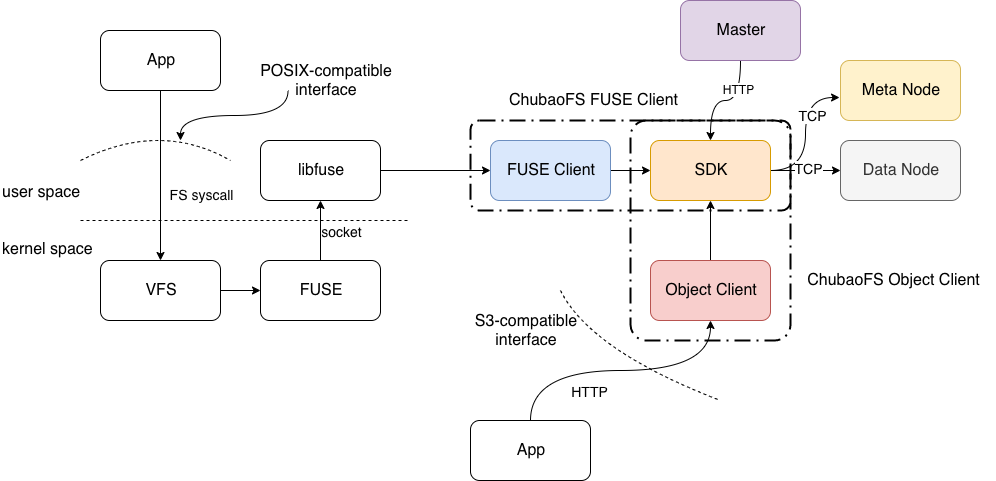 Master
App
POSIX-compatible
interface
HTTP
Meta Node
ChubaoFS FUSE Client
TCP
libfuse
FUSE Client
SDK
TCP
Data Node
user space
FS syscall
kernel space
socket
VFS
FUSE
Object Client
ChubaoFS Object Client
S3-compatible
interface
HTTP
App